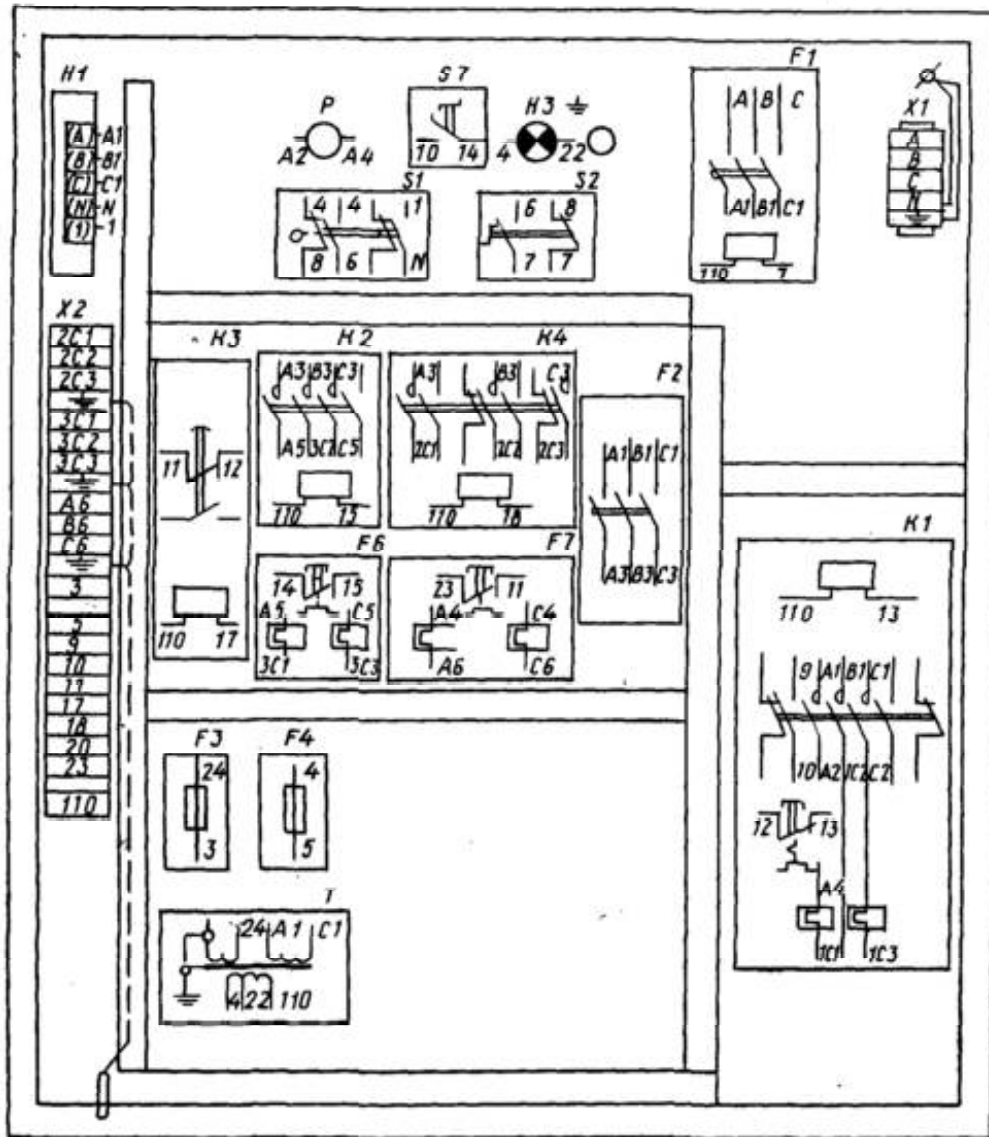 H1
(A) A1
(B) B1
(C) C1
(N) N
(1) 1
P
A2 A4
S7
10 14
H3
4 22
F1
A B C
A1 B1 C1
110 7
X1
A
B
C
N
S1
4 4 1
8 6 N
S2
6 8
7 7
X2
2C1
2C2
2C3
3C1
3C2
3C3
A6
B6
C6
3
5
9
10
11
17
18
20
23
110
K3
11 12
110 17
K2
A3 B3 C3
A5 3C2 C5
110 15
K4
A3 B3 C3
2C1 2C2 2C3
110 18
F2
A1 B1 C1
A3 B3 C3
F6
14 15
A5 C5
3C1 3C3
F7
23 11
A4 C4
A6 C6
K1
110 13
9 A1 B1 C1
10 A2 1C2 C2
12 13
A4
1C1 1C3
F3
24
3
F4
4
5
T
24 A1 C1
4 22 110